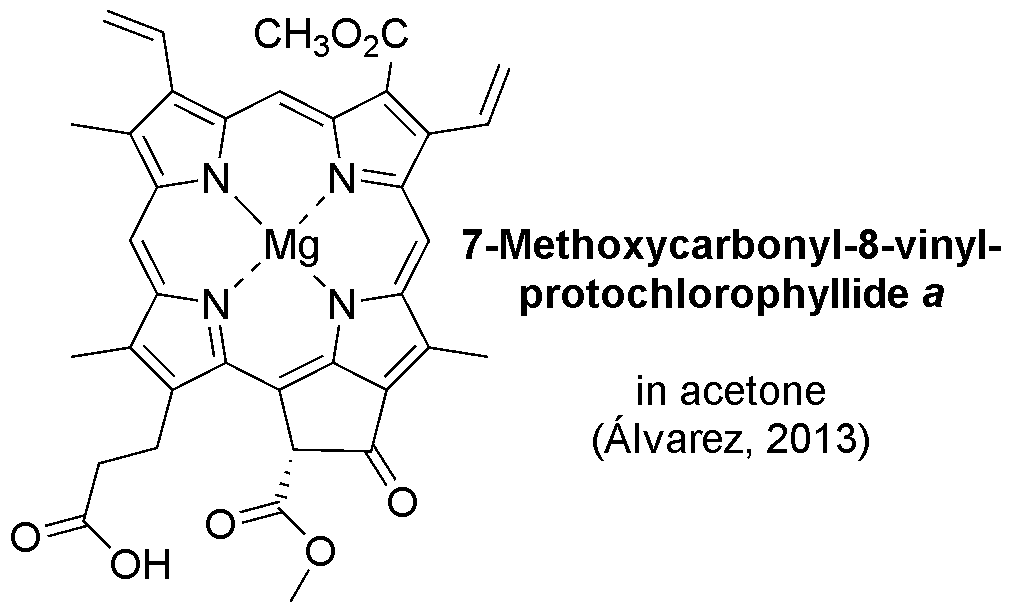 CH3O2C
N
N
Mg
N
N
7-Methoxycarbonyl-8-vinyl-
protochlorophyllide a
in acetone
(Álvarez, 2013)
O
O
O
OH
O